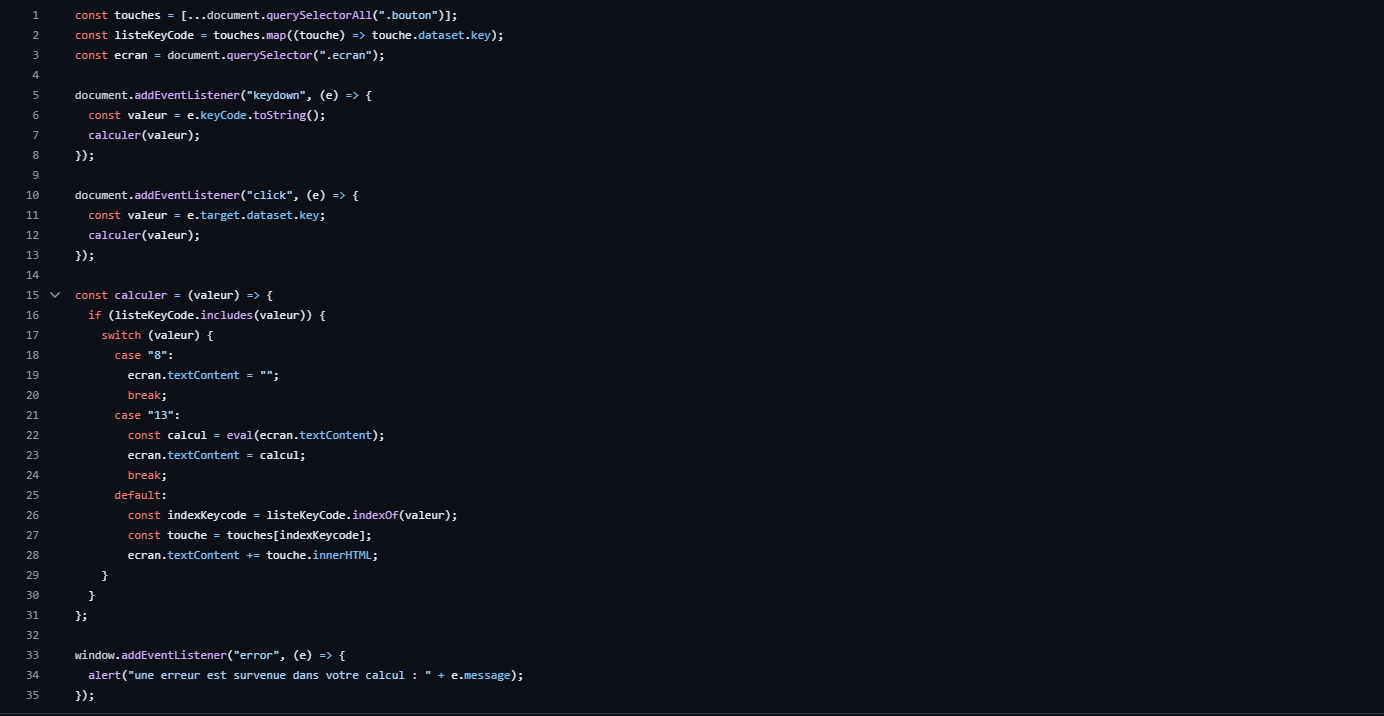 1 const touches = [...document.querySelectorAll(".bouton")];
2 const listeKeyCode = touches.map((touche) => touche.dataset.key);
3 const ecran = document.querySelector(".ecran");
4
5 document.addEventListener("keydown", (e) => {
6   const valeur = e.keyCode.toString();
7   calculer(valeur);
8 });
9
10 document.addEventListener("click", (e) => {
11   const valeur = e.target.dataset.key;
12   calculer(valeur);
13 });
14
15 const calculer = (valeur) => {
16   if (listeKeyCode.includes(valeur)) {
17     switch (valeur) {
18       case "8":
19         ecran.textContent = "";
20         break;
21       case "13":
22         const calcul = eval(ecran.textContent);
23         ecran.textContent = calcul;
24         break;
25       default:
26         const indexKeycode = listeKeyCode.indexOf(valeur);
27         const touche = touches[indexKeycode];
28         ecran.textContent += touche.innerHTML;
29     }
30   }
31 };
32
33 window.addEventListener("error", (e) => {
34   alert("une erreur est survenue dans votre calcul : " + e.message);
35 });